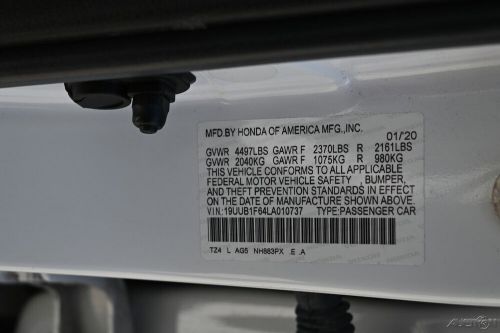 MFD.BY HONDA OF AMERICA MFG.,INC. 01/'20
GVWR 4497LBS GAWR F 2370LBS R 2161LBS
GVWR 2040KG GAWR F 1075KG R 980KG
THIS VEHICLE CONFORMS TO ALL APPLICABLE
FEDERAL MOTOR VEHICLE SAFETY , BUMPER,
AND THEFT PREVENTION STANDARDS IN EFFECT
ON THE DATE OF MANUFACTURE SHOWN ABOVE.
VIN:19UUB1F64LA010737 TYPE:PASSENGER CAR
TZ4 L AG5 NH883PX E A